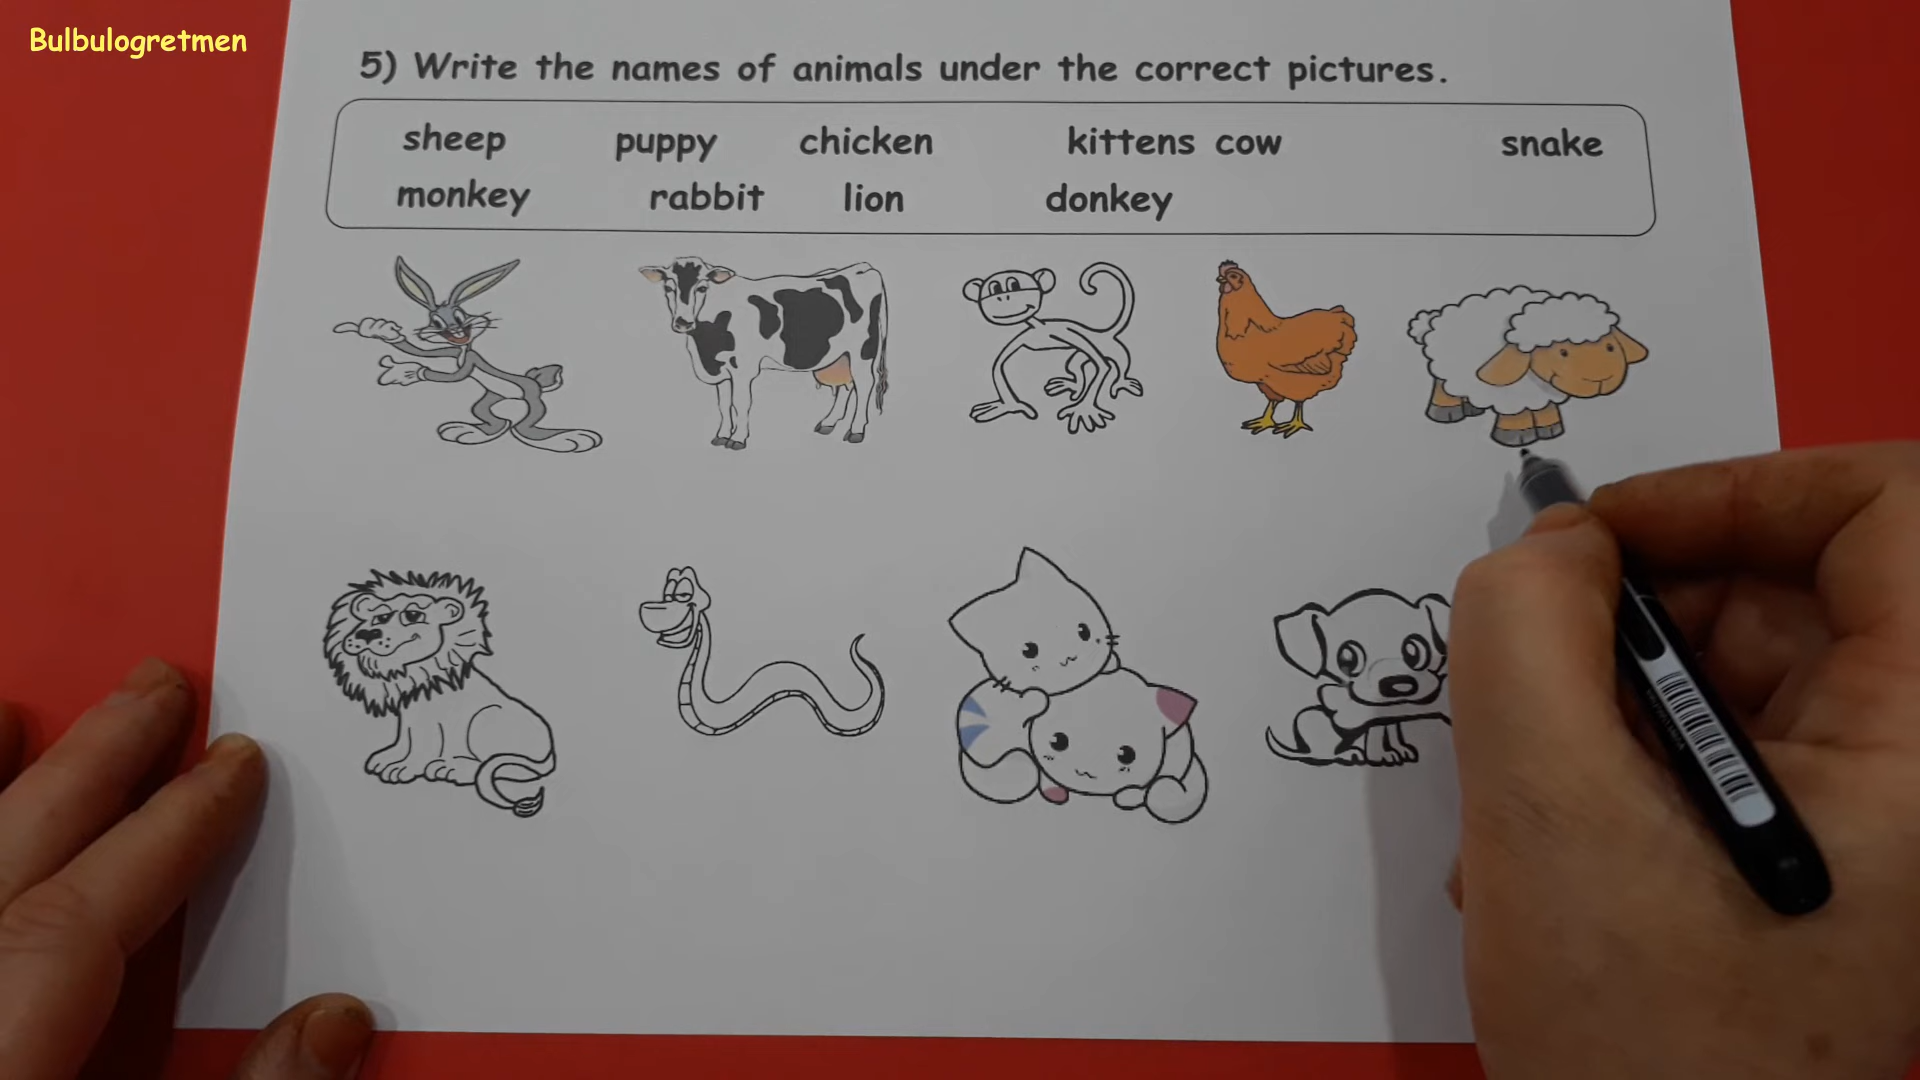 Bulbulogretmen
5) Write the names of animals under the correct pictures.
sheep puppy chicken kittens cow snake
monkey rabbit lion donkey